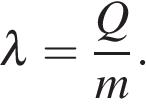 λ = Q/m.